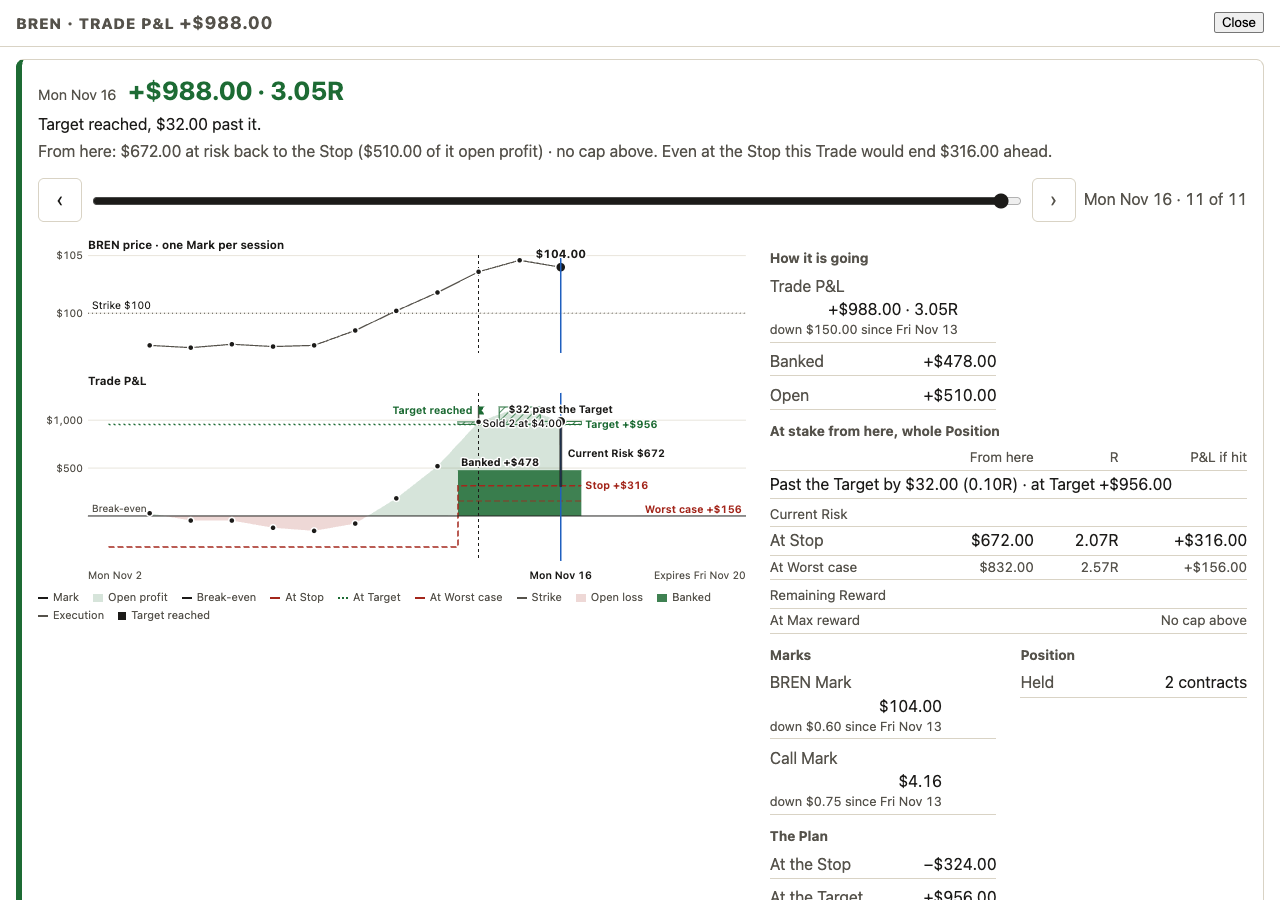 BREN · TRADE P&L +$988.00
Close
Mon Nov 16 +$988.00 · 3.05R
Target reached, $32.00 past it.
From here: $672.00 at risk back to the Stop ($510.00 of it open profit) · no cap above. Even at the Stop this Trade would end $316.00 ahead.
‹
›
Mon Nov 16 · 11 of 11
BREN price · one Mark per session
$105
$104.00
Strike $100
$100
Trade P&L
Target reached
$32 past the Target
$1,000
Sold 2 at $4.00
Target +$956
Current Risk $672
Banked +$478
$500
Stop +$316
Break-even
Worst case +$156
Mon Nov 2
Mon Nov 16
Expires Fri Nov 20
Mark Open profit Break-even At Stop At Target At Worst case Strike Open loss Banked
Execution Target reached
How it is going
Trade P&L
+$988.00 · 3.05R
down $150.00 since Fri Nov 13
Banked +$478.00
Open +$510.00
At stake from here, whole Position
From here R P&L if hit
Past the Target by $32.00 (0.10R) · at Target +$956.00
Current Risk
At Stop $672.00 2.07R +$316.00
At Worst case $832.00 2.57R +$156.00
Remaining Reward
At Max reward No cap above
Marks
BREN Mark
$104.00
down $0.60 since Fri Nov 13
Call Mark
$4.16
down $0.75 since Fri Nov 13
Position
Held 2 contracts
The Plan
At the Stop −$324.00
At the Target +$956.00